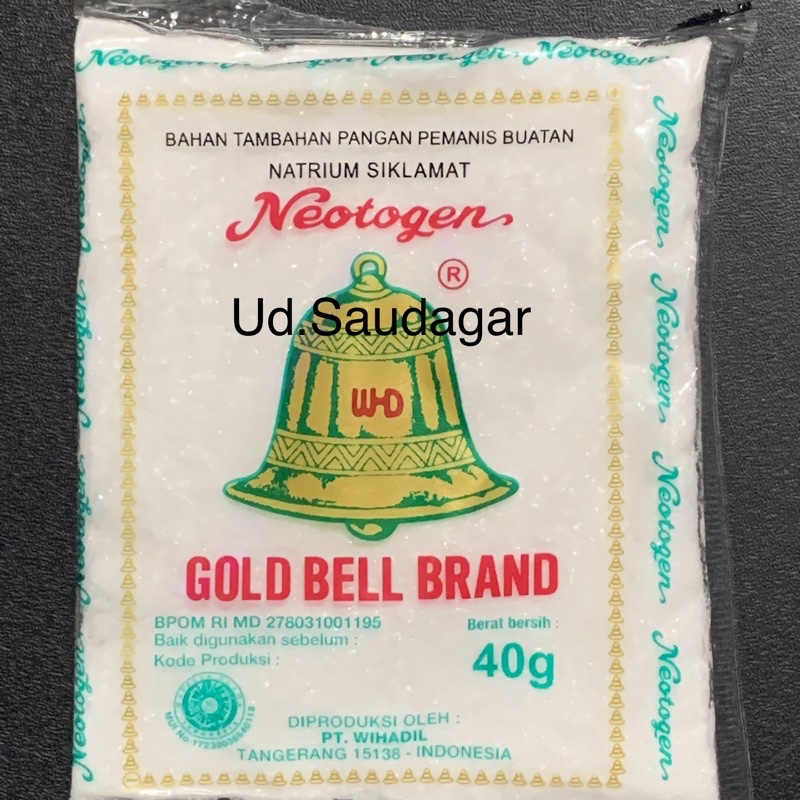 Neotogen Neotogen Neotogen
BAHAN TAMBAHAN PANGAN PEMANIS BUATAN
NATRIUM SIKLAMAT
Neotogen
®
Ud.Saudagar
WHD
GOLD BELL BRAND
BPOM RI MD 278031001195
Baik digunakan sebelum :
Kode Produksi :
Berat bersih :
40g
DIPRODUKSI OLEH :
PT. WIHADIL
TANGERANG 15138 - INDONESIA
Neotogen
Neotogen
Neotogen
Neotogen